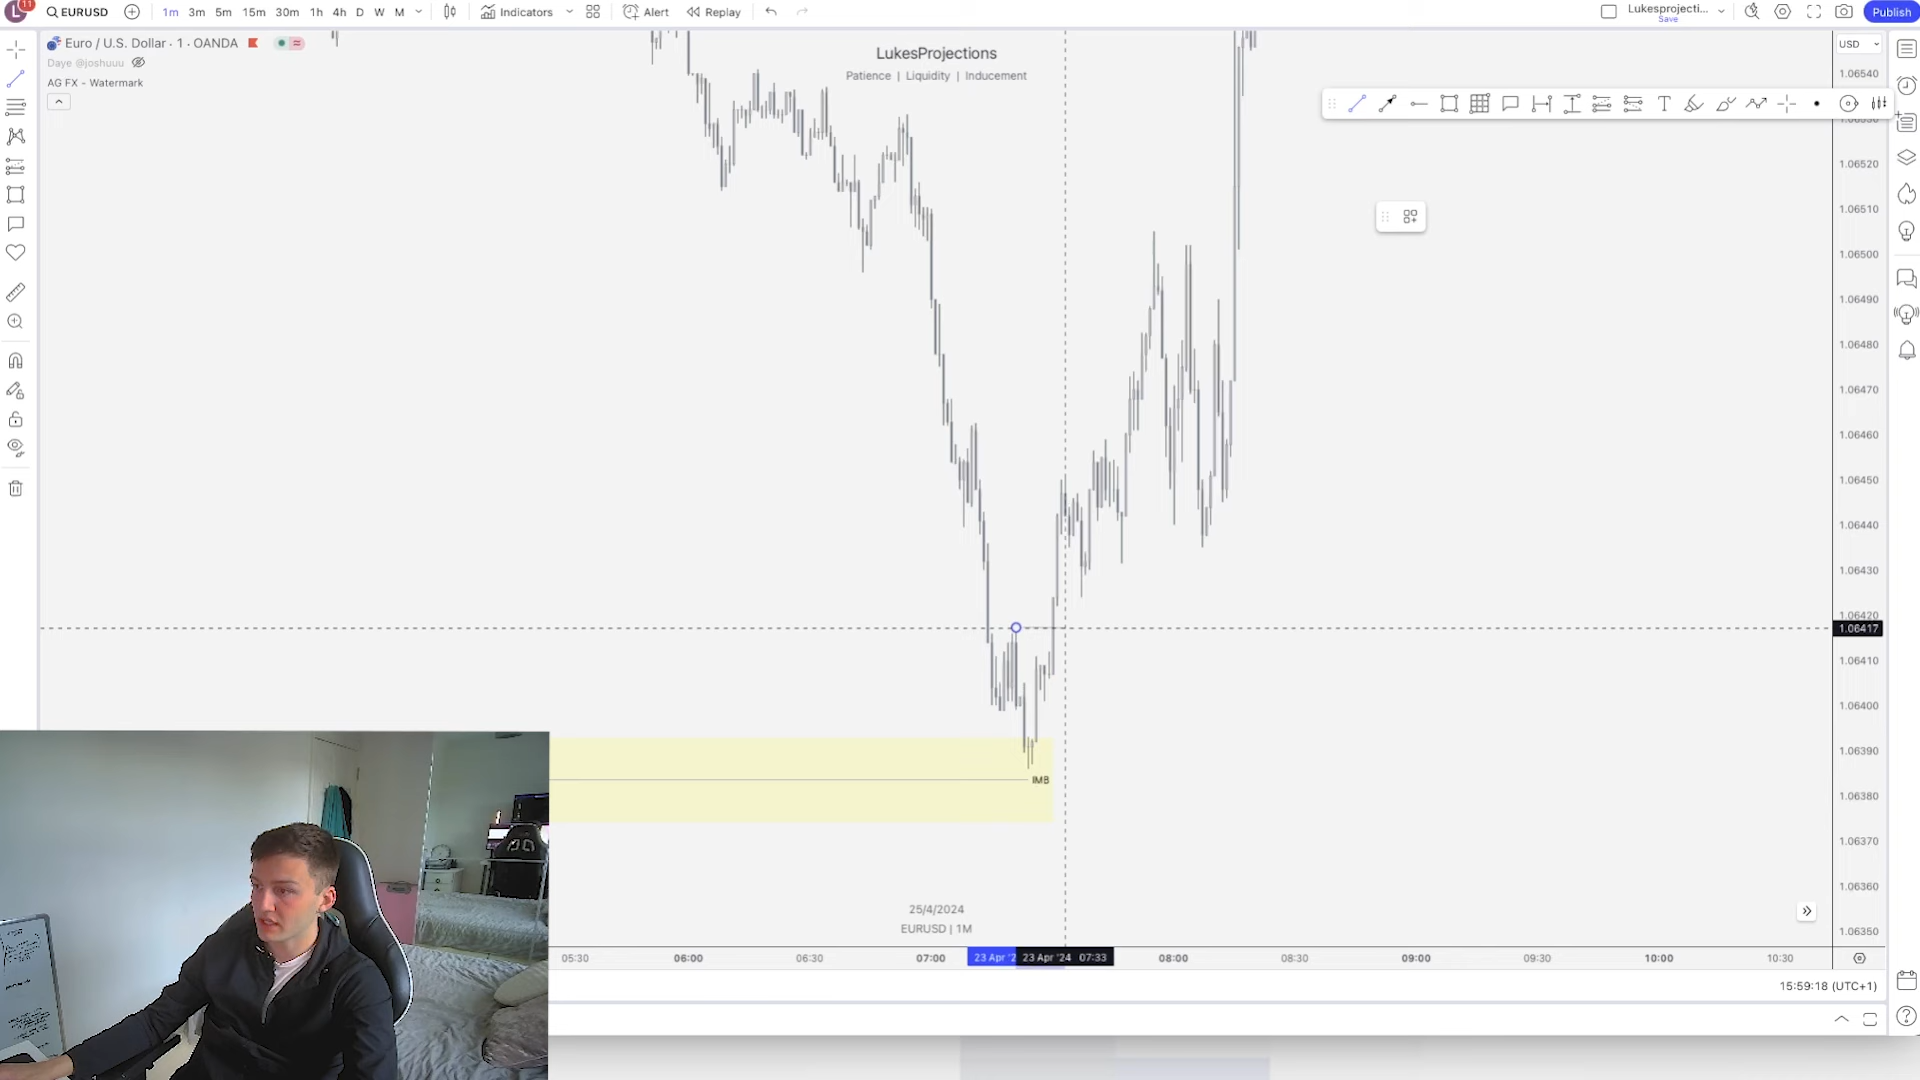 L 11 EURUSD 1m 3m 5m 15m 30m 1h 4h D W M Indicators Alert Replay Lukesprojecti... Save Publish
Euro / U.S. Dollar · 1 · OANDA
Daye @joshuuu
AG FX - Watermark
LukesProjections
Patience | Liquidity | Inducement
USD
1.06540
1.06520
1.06510
1.06500
1.06490
1.06480
1.06470
1.06460
1.06450
1.06440
1.06430
1.06420
1.06417
1.06410
1.06400
1.06390
1.06380
1.06370
1.06360
1.06350
IMB
25/4/2024
EURUSD | 1M
05:30 06:00 06:30 07:00 23 Apr '2 23 Apr '24 07:33 08:00 08:30 09:00 09:30 10:00 10:30
15:59:18 (UTC+1)